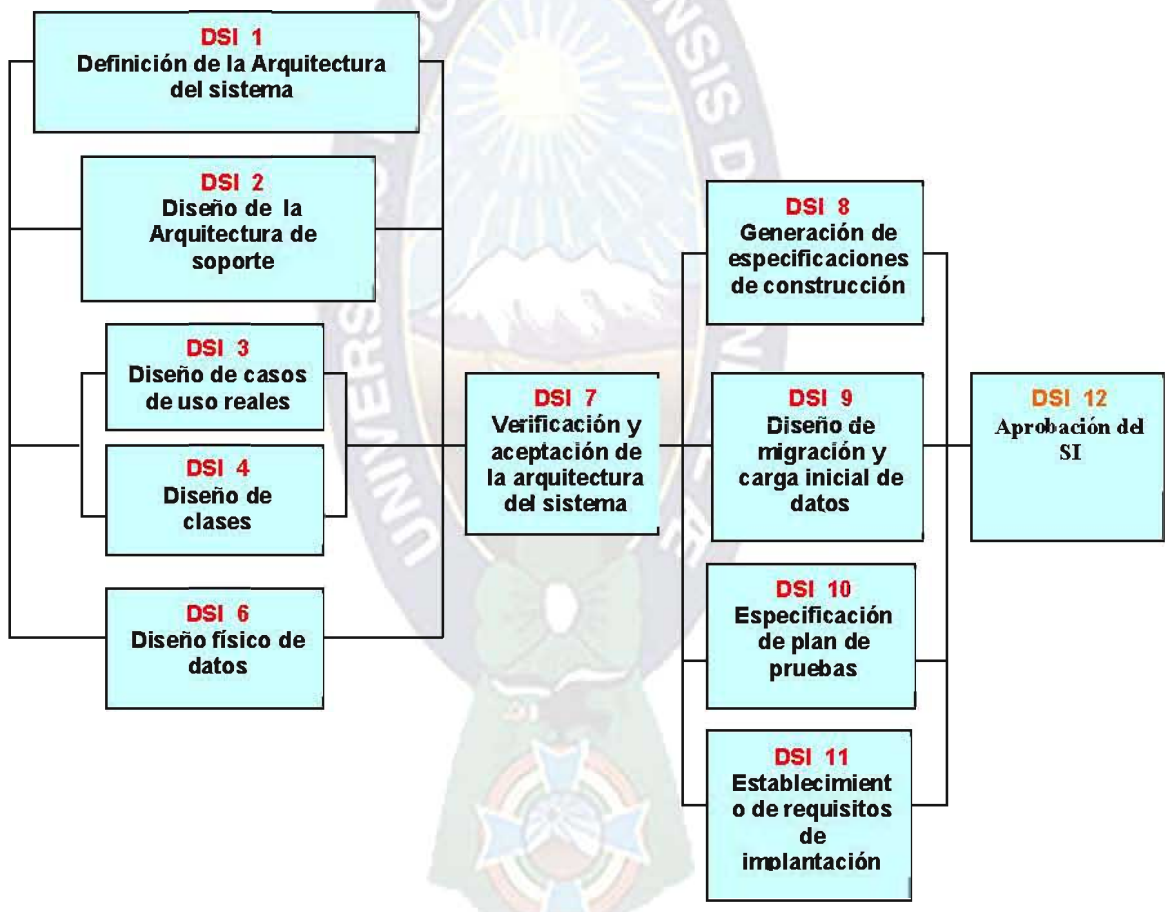 DSI 1
Definición de la Arquitectura
del sistema
DSI 2
Diseño de la
Arquitectura de
soporte
DSI 3
Diseño de casos
de uso reales
DSI 4
Diseño de
clases
DSI 6
Diseño físico de
datos
DSI 7
Verificación y
aceptación de
la arquitectura
del sistema
DSI 8
Generación de
especificaciones
de construcción
DSI 9
Diseño de
migración y
carga inicial de
datos
DSI 10
Especificación
de plan de
pruebas
DSI 11
Establecimient
o de requisitos
de
implantación
DSI 12
Aprobación del
SI